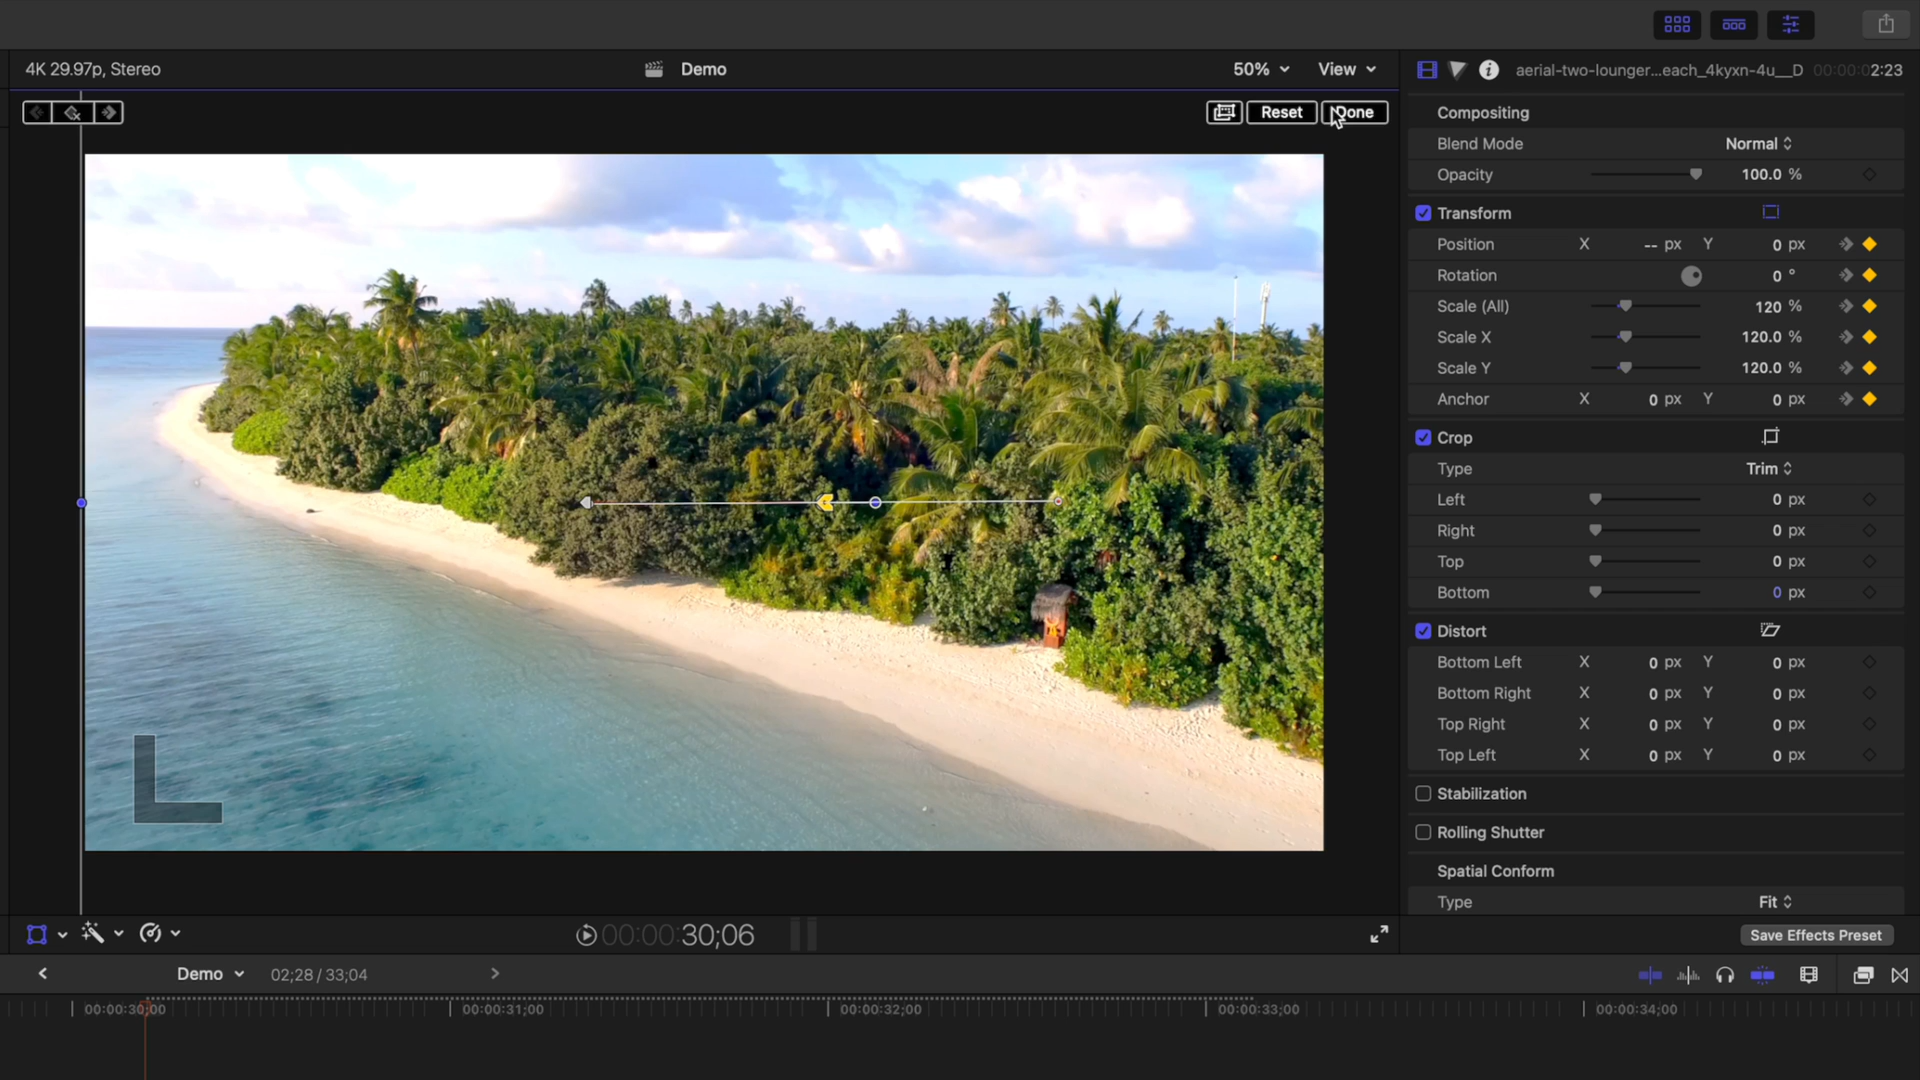 4K 29.97p, Stereo
Demo
50%
View
aerial-two-lounger...each_4kyxn-4u__D
00:00:02:23
Reset
Done
Compositing
Blend Mode Normal
Opacity 100.0 %
Transform
Position X -- px Y 0 px
Rotation 0 °
Scale (All) 120 %
Scale X 120.0 %
Scale Y 120.0 %
Anchor X 0 px Y 0 px
Crop
Type Trim
Left 0 px
Right 0 px
Top 0 px
Bottom 0 px
Distort
Bottom Left X 0 px Y 0 px
Bottom Right X 0 px Y 0 px
Top Right X 0 px Y 0 px
Top Left X 0 px Y 0 px
Stabilization
Rolling Shutter
Spatial Conform
Type Fit
00:00:30;06
Save Effects Preset
Demo
02;28 / 33;04
00:00:30;00
00:00:31;00
00:00:32;00
00:00:33;00
00:00:34;00